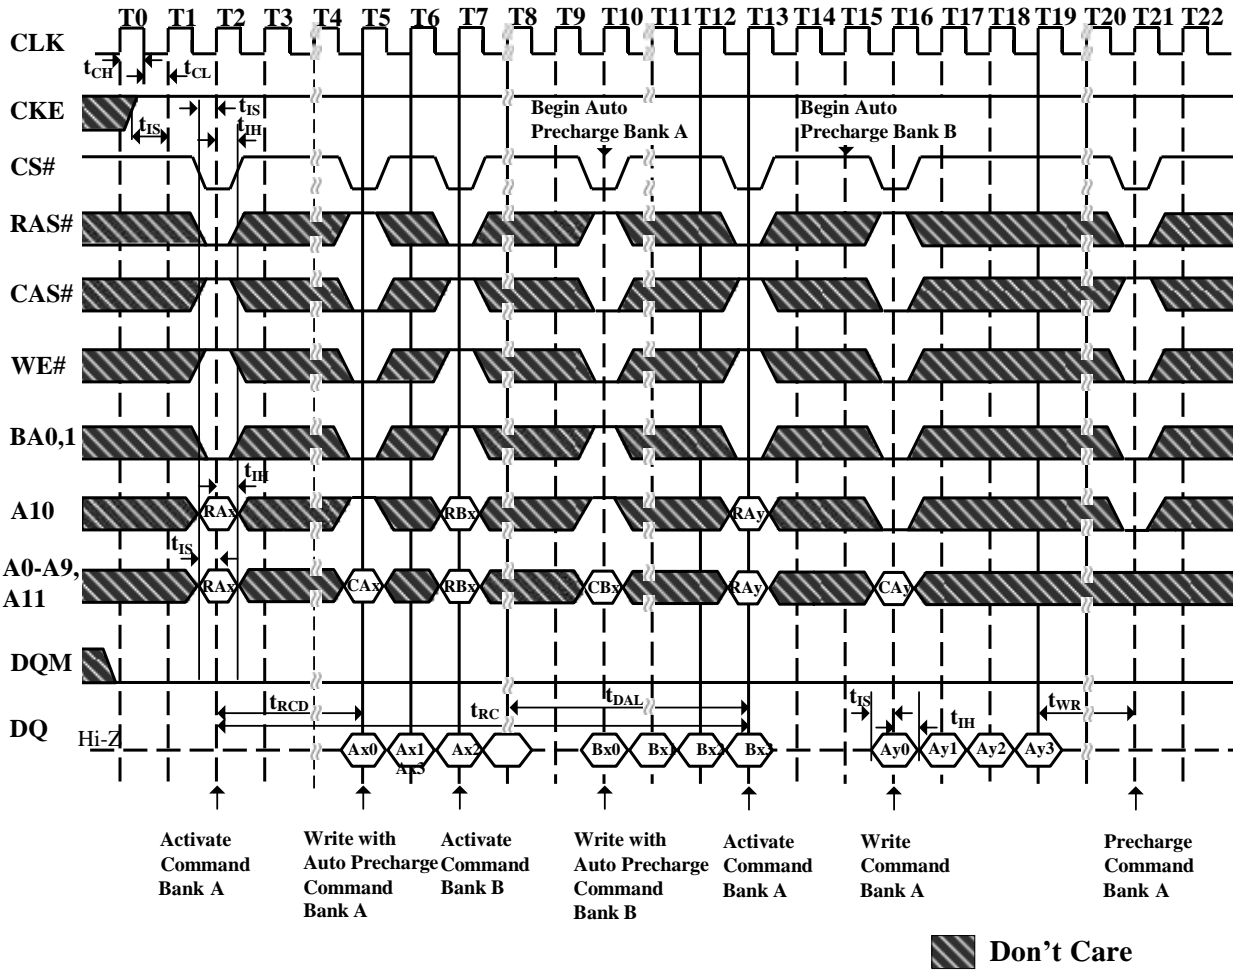 T0 T1 T2 T3 T4 T5 T6 T7 T8 T9 T10 T11 T12 T13 T14 T15 T16 T17 T18 T19 T20 T21 T22
CLK
tCH tCL
CKE
tIS
tIS
tIH
Begin Auto
Precharge Bank A
Begin Auto
Precharge Bank B
CS#
RAS#
CAS#
WE#
BA0,1
tIH
A10
RAx RBx RAy
tIS
A0-A9,
A11
RAx CAx RBx CBx RAy CAy
DQM
tRCD
tRC
tDAL
tIS
tIH
tWR
DQ
Hi-Z
Ax0 Ax1 Ax2 Bx0 Bx1 Bx2 Bx3 Ay0 Ay1 Ay2 Ay3
Ax3
Activate
Command
Bank A
Write with
Auto Precharge
Command
Bank A
Activate
Command
Bank B
Write with
Auto Precharge
Command
Bank B
Activate
Command
Bank A
Write
Command
Bank A
Precharge
Command
Bank A
Don't Care